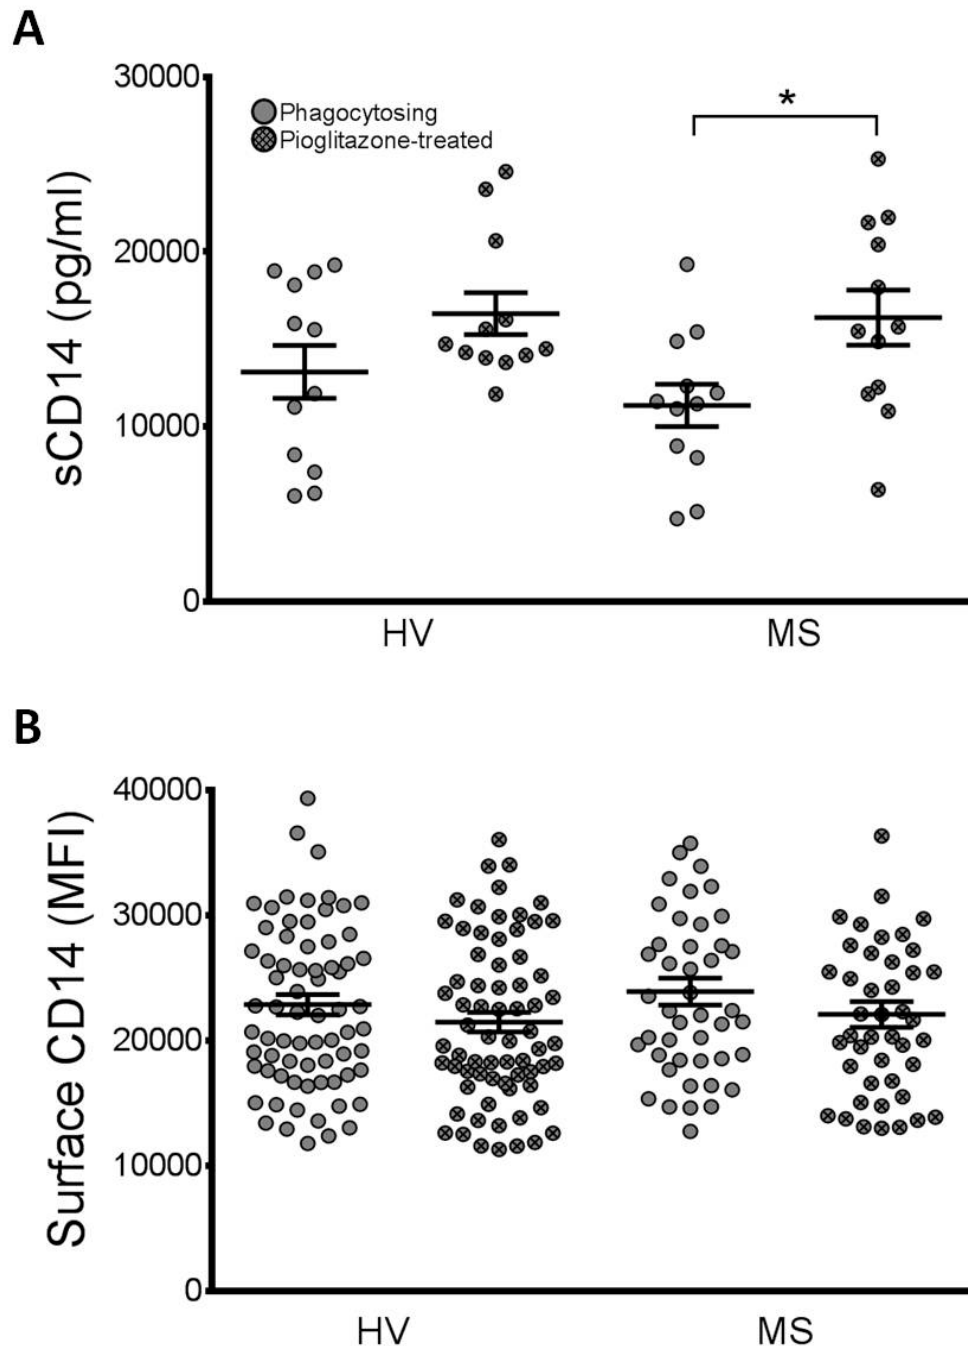 A
30000
20000
10000
0
sCD14 (pg/ml)
Phagocytosing
Pioglitazone-treated
*
HV MS
B
40000
30000
20000
10000
0
Surface CD14 (MFI)
HV MS